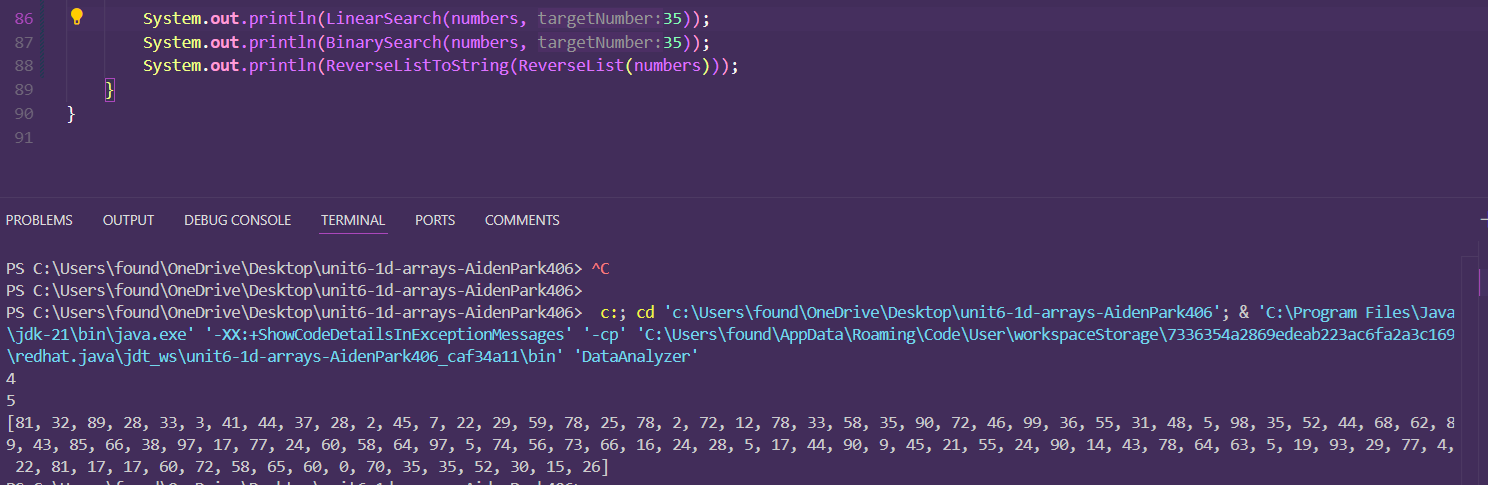 86 System.out.println(LinearSearch(numbers, targetNumber:35));
87 System.out.println(BinarySearch(numbers, targetNumber:35));
88 System.out.println(ReverseListToString(ReverseList(numbers)));
89 }
90 }
91
PROBLEMS OUTPUT DEBUG CONSOLE TERMINAL PORTS COMMENTS
PS C:\Users\found\OneDrive\Desktop\unit6-1d-arrays-AidenPark406> ^C
PS C:\Users\found\OneDrive\Desktop\unit6-1d-arrays-AidenPark406>
PS C:\Users\found\OneDrive\Desktop\unit6-1d-arrays-AidenPark406> c:; cd 'c:\Users\found\OneDrive\Desktop\unit6-1d-arrays-AidenPark406'; & 'C:\Program Files\Java
\jdk-21\bin\java.exe' '-XX:+ShowCodeDetailsInExceptionMessages' '-cp' 'C:\Users\found\AppData\Roaming\Code\User\workspaceStorage\7336354a2869edeab223ac6fa2a3c169
\redhat.java\jdt_ws\unit6-1d-arrays-AidenPark406_caf34a11\bin' 'DataAnalyzer'
4
5
[81, 32, 89, 28, 33, 3, 41, 44, 37, 28, 2, 45, 7, 22, 29, 59, 78, 25, 78, 2, 72, 12, 78, 33, 58, 35, 90, 72, 46, 99, 36, 55, 31, 48, 5, 98, 35, 52, 44, 68, 62, 8
9, 43, 85, 66, 38, 97, 17, 77, 24, 60, 58, 64, 97, 5, 74, 56, 73, 66, 16, 24, 28, 5, 17, 44, 90, 9, 45, 21, 55, 24, 90, 14, 43, 78, 64, 63, 5, 19, 93, 29, 77, 4,
22, 81, 17, 17, 60, 72, 58, 65, 60, 0, 70, 35, 35, 52, 30, 15, 26]